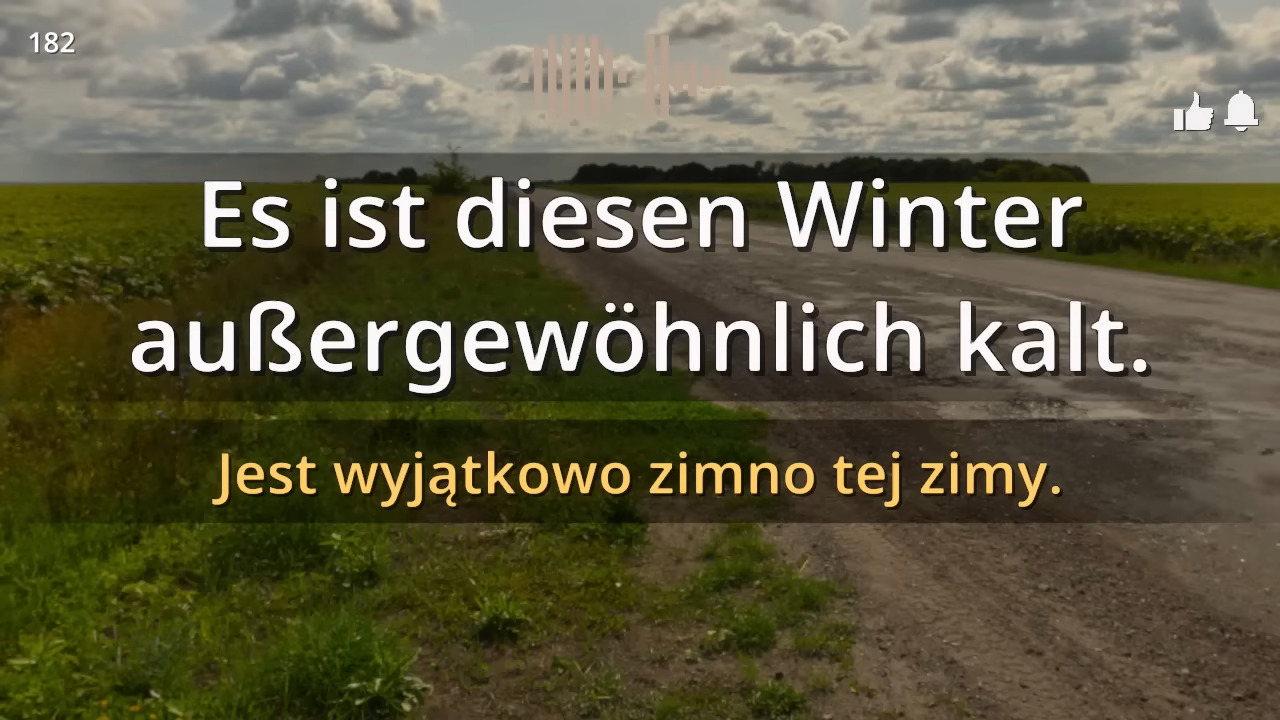 182
Es ist diesen Winter
außergewöhnlich kalt.
Jest wyjątkowo zimno tej zimy.